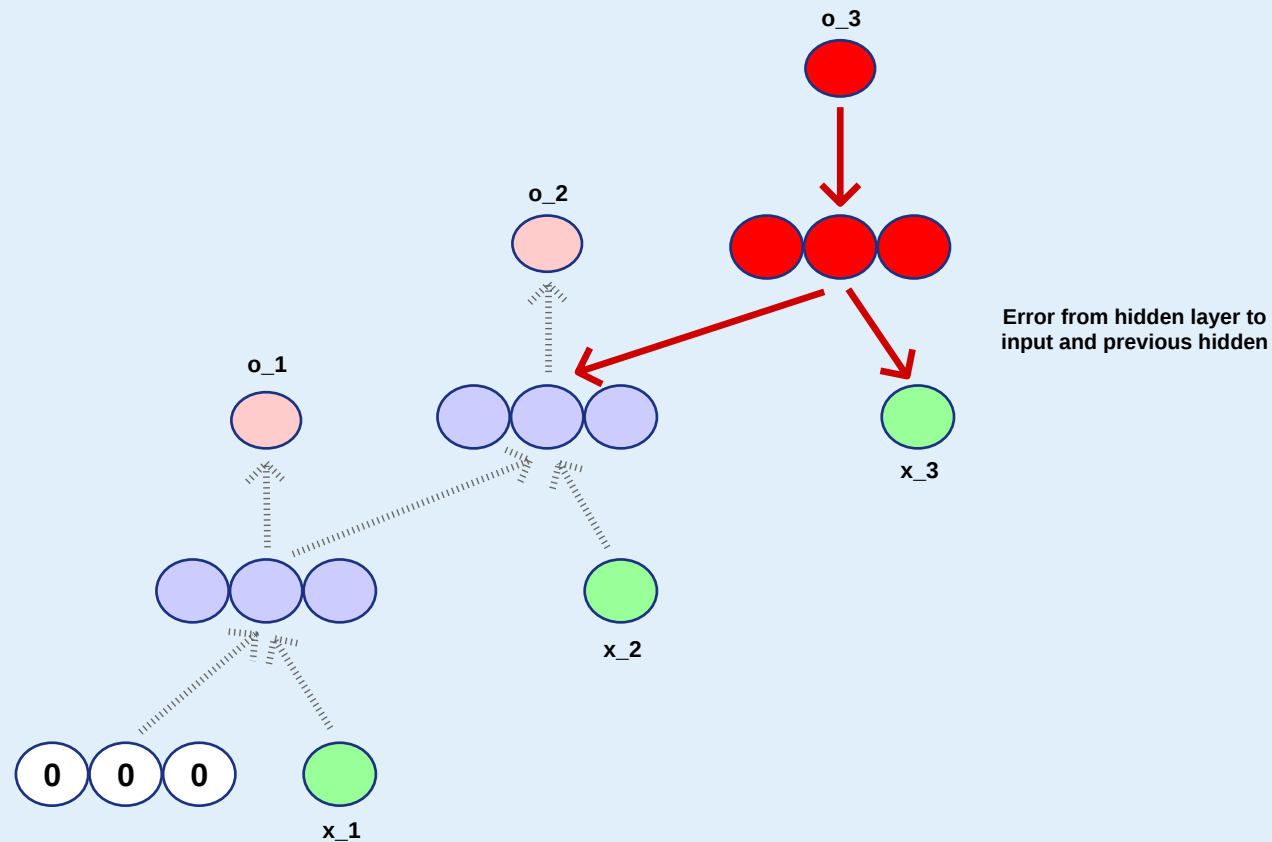 o_3
o_2
Error from hidden layer to
input and previous hidden
o_1
x_3
x_2
0 0 0
x_1